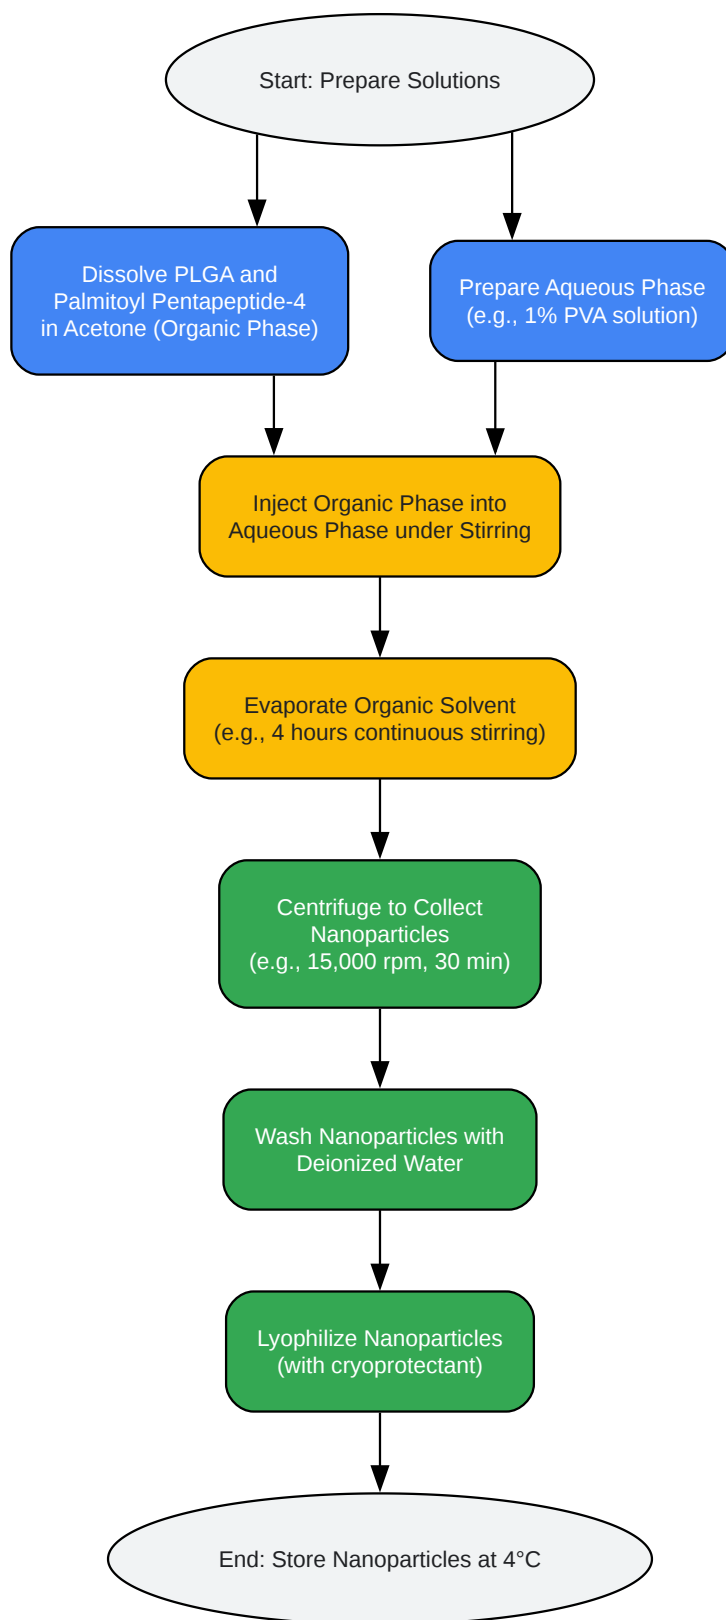 Start: Prepare Solutions
Dissolve PLGA and
Palmitoyl Pentapeptide-4
in Acetone (Organic Phase)
Prepare Aqueous Phase
(e.g., 1% PVA solution)
Inject Organic Phase into
Aqueous Phase under Stirring
Evaporate Organic Solvent
(e.g., 4 hours continuous stirring)
Centrifuge to Collect
Nanoparticles
(e.g., 15,000 rpm, 30 min)
Wash Nanoparticles with
Deionized Water
Lyophilize Nanoparticles
(with cryoprotectant)
End: Store Nanoparticles at 4°C